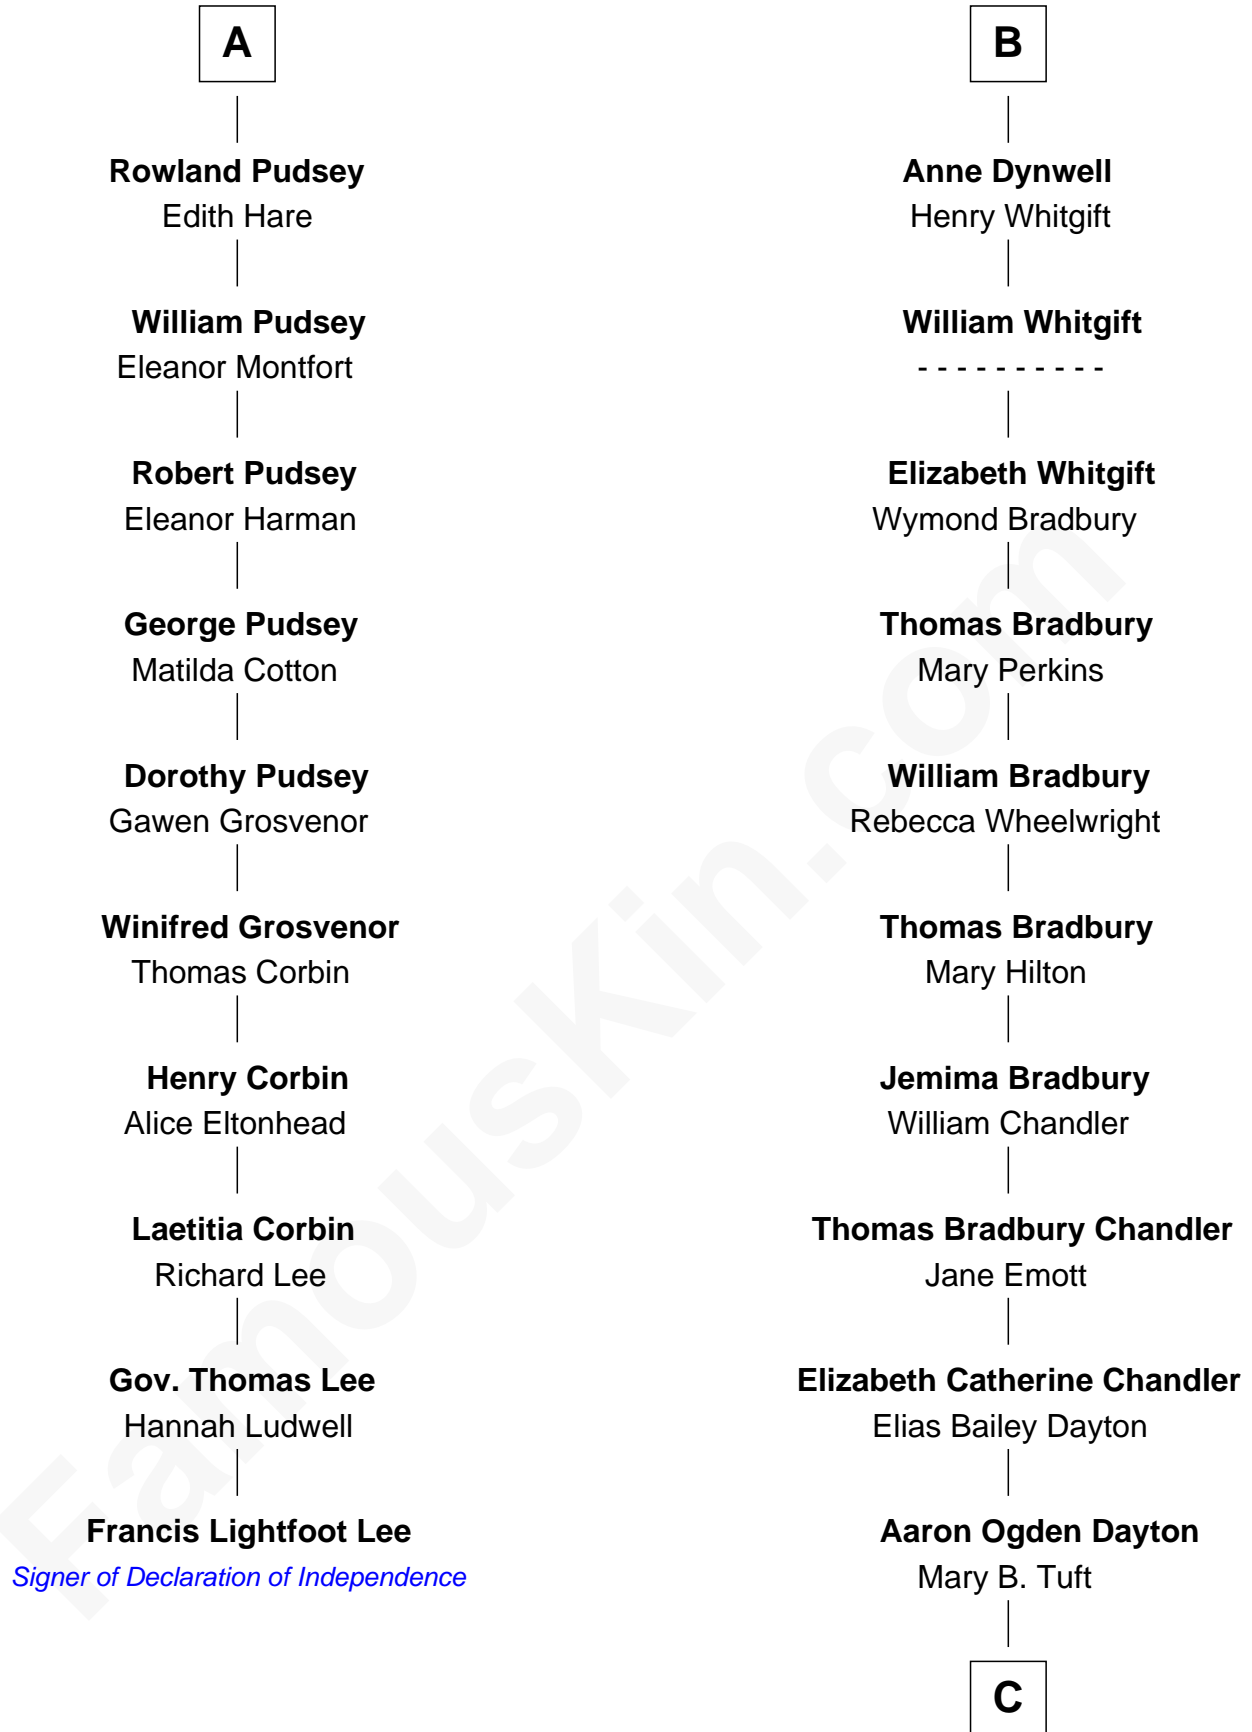 A
Rowland Pudsey
Edith Hare
William Pudsey
Eleanor Montfort
Robert Pudsey
Eleanor Harman
George Pudsey
Matilda Cotton
Dorothy Pudsey
Gawen Grosvenor
Winifred Grosvenor
Thomas Corbin
Henry Corbin
Alice Eltonhead
Laetitia Corbin
Richard Lee
Gov. Thomas Lee
Hannah Ludwell
Francis Lightfoot Lee
Signer of Declaration of Independence
B
Anne Dynwell
Henry Whitgift
William Whitgift
- - - - - - - - - -
Elizabeth Whitgift
Wymond Bradbury
Thomas Bradbury
Mary Perkins
William Bradbury
Rebecca Wheelwright
Thomas Bradbury
Mary Hilton
Jemima Bradbury
William Chandler
Thomas Bradbury Chandler
Jane Emott
Elizabeth Catherine Chandler
Elias Bailey Dayton
Aaron Ogden Dayton
Mary B. Tuft
C
FamousKin.com